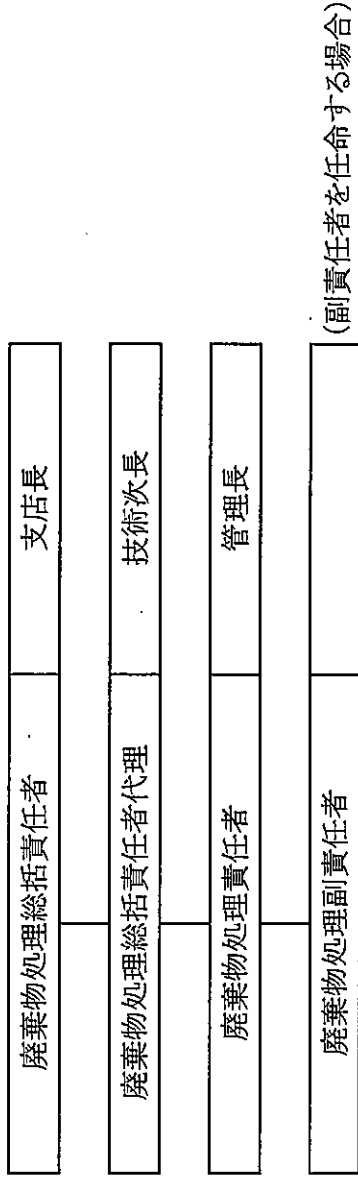 廃棄物処理総括責任者 支店長
廃棄物処理総括責任者代理 技術次長
廃棄物処理責任者 管理長
廃棄物処理副責任者 (副責任者を任命する場合)